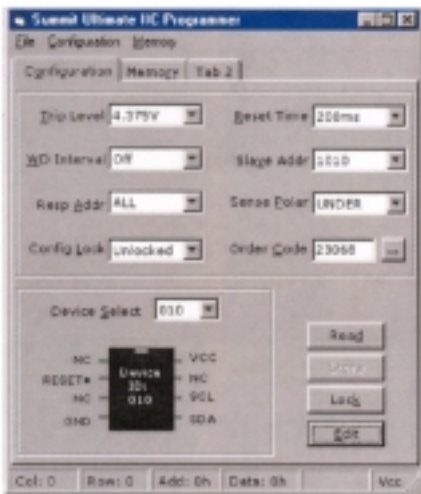 Summit Ultimate IIC Programmer
File Configuration Memory
Configuration Memory Tab 2
Trip Level 4.375V Reset Time 200ms
WD Interval Off Slave Addr 1010
Resp Addr ALL Sense Polar UNDER
Config Lock Unlocked Order Code 23068 ...
Device Select 010
Read
NC VCC
RESET# Device NC
ID:
NC 010 SCL
Lock
GND SDA
Edit
Col: 0 Row: 0 Add: 0h Data: 0h Vcc